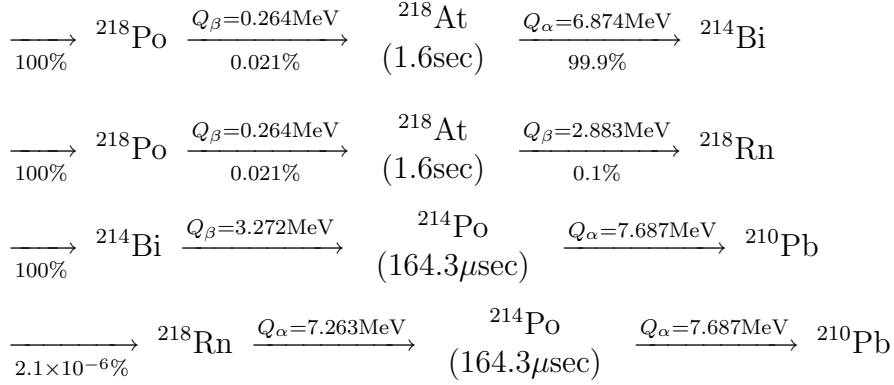 ⟶ 100% ²¹⁸Po Q_β=0.264MeV ⟶ 0.021% ²¹⁸At (1.6sec) Q_α=6.874MeV ⟶ 99.9% ²¹⁴Bi
⟶ 100% ²¹⁸Po Q_β=0.264MeV ⟶ 0.021% ²¹⁸At (1.6sec) Q_β=2.883MeV ⟶ 0.1% ²¹⁸Rn
⟶ 100% ²¹⁴Bi Q_β=3.272MeV ⟶ ²¹⁴Po (164.3μsec) Q_α=7.687MeV ⟶ ²¹⁰Pb
⟶ 2.1×10⁻⁶% ²¹⁸Rn Q_α=7.263MeV ⟶ ²¹⁴Po (164.3μsec) Q_α=7.687MeV ⟶ ²¹⁰Pb